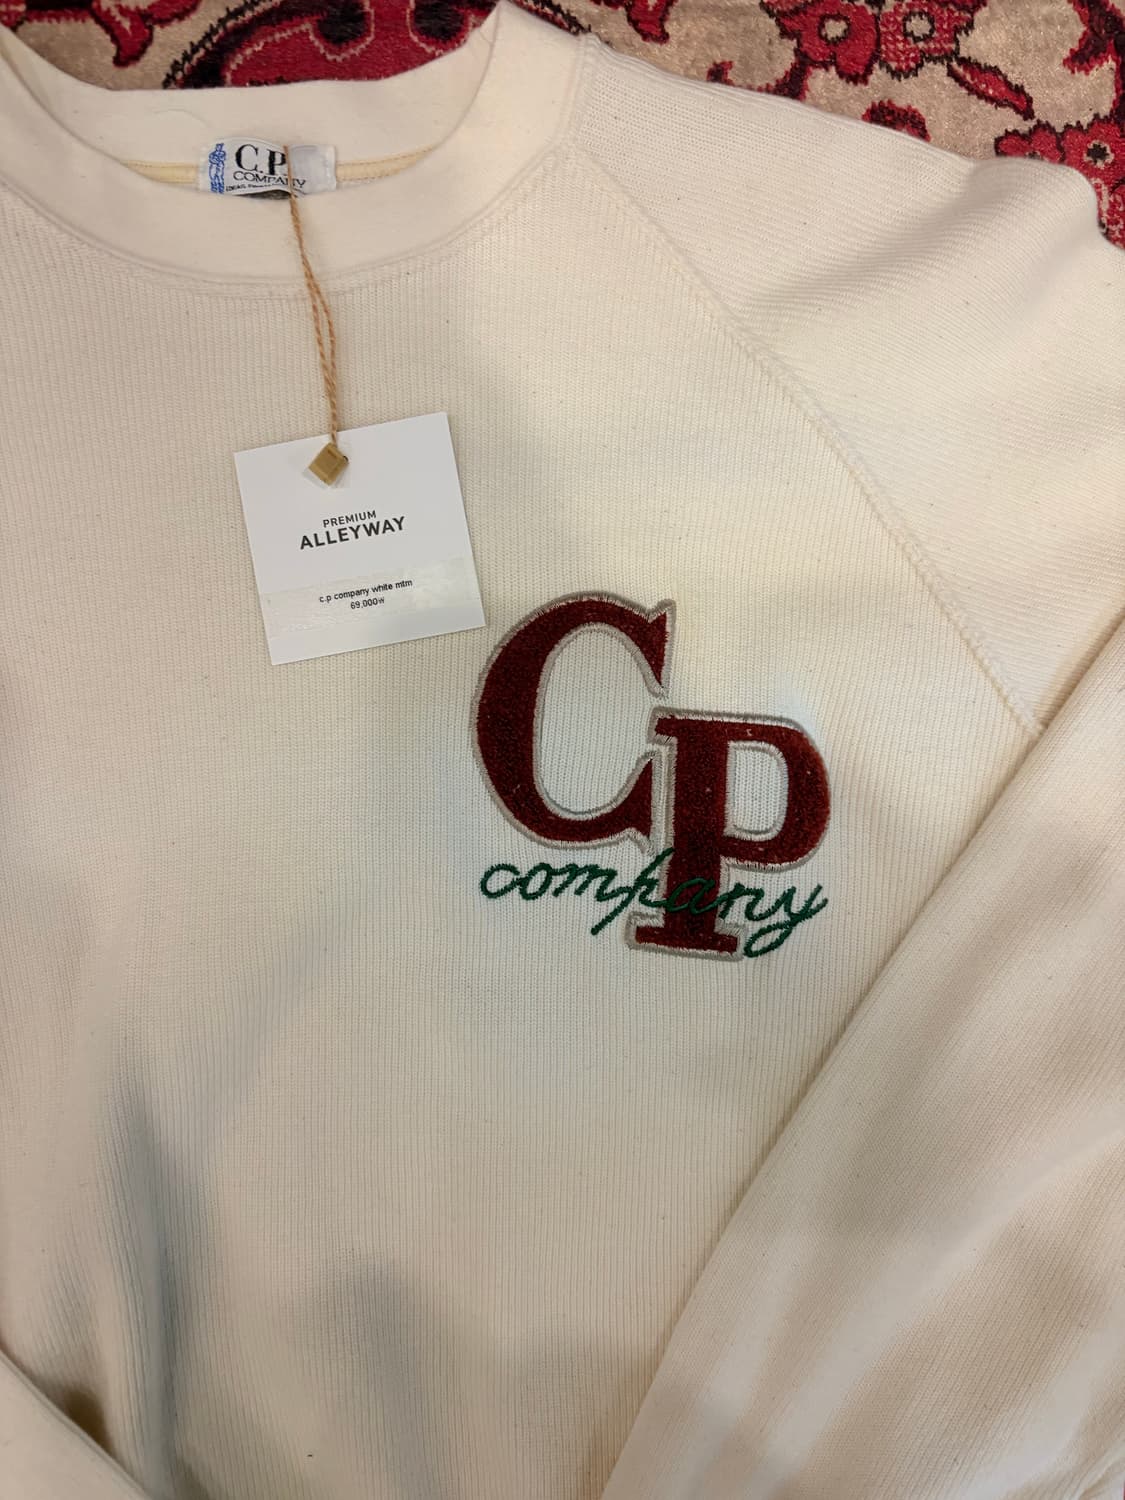 C.P.
COMPANY
PREMIUM
ALLEYWAY
c.p company white mtm
69,000₩
CP
company